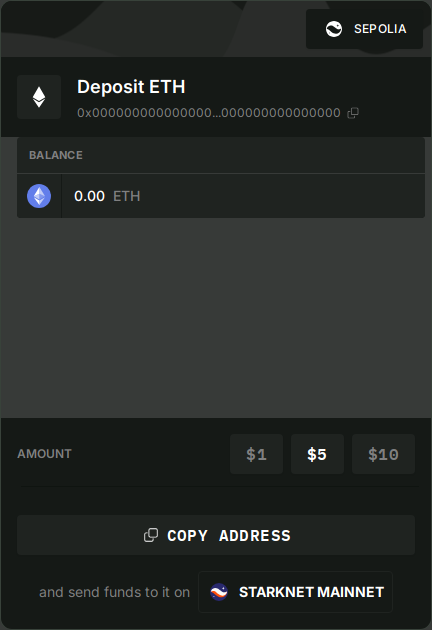 SEPOLIA
Deposit ETH
0x000000000000000...000000000000000
BALANCE
0.00 ETH
AMOUNT $1 $5 $10
COPY ADDRESS
and send funds to it on STARKNET MAINNET